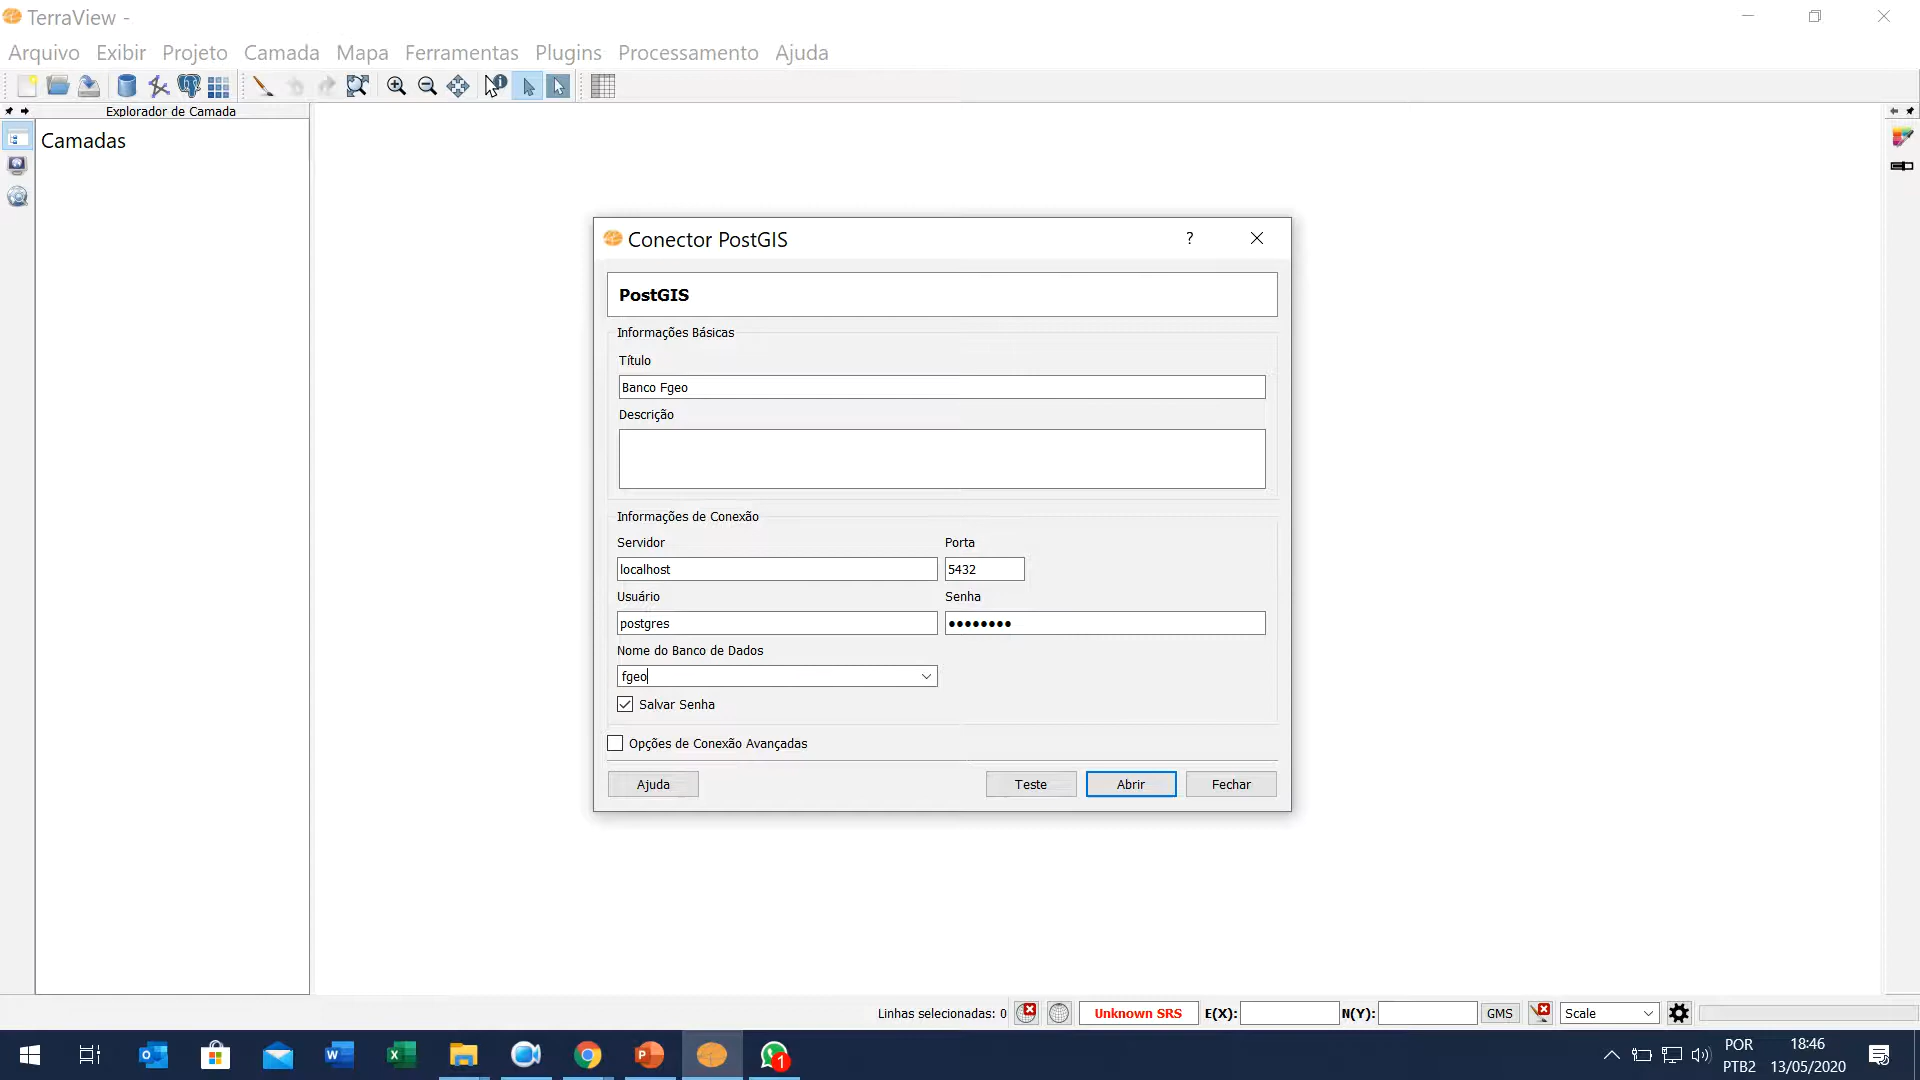 TerraView -
Arquivo Exibir Projeto Camada Mapa Ferramentas Plugins Processamento Ajuda
Explorador de Camada
Camadas
Conector PostGIS
?
PostGIS
Informações Básicas
Título
Banco Fgeo
Descrição
Informações de Conexão
Servidor Porta
localhost 5432
Usuário Senha
postgres ••••••••
Nome do Banco de Dados
fgeo
Salvar Senha
Opções de Conexão Avançadas
Ajuda Teste Abrir Fechar
Linhas selecionadas: 0 Unknown SRS E(X): N(Y): GMS Scale
POR 18:46
PTB2 13/05/2020
1